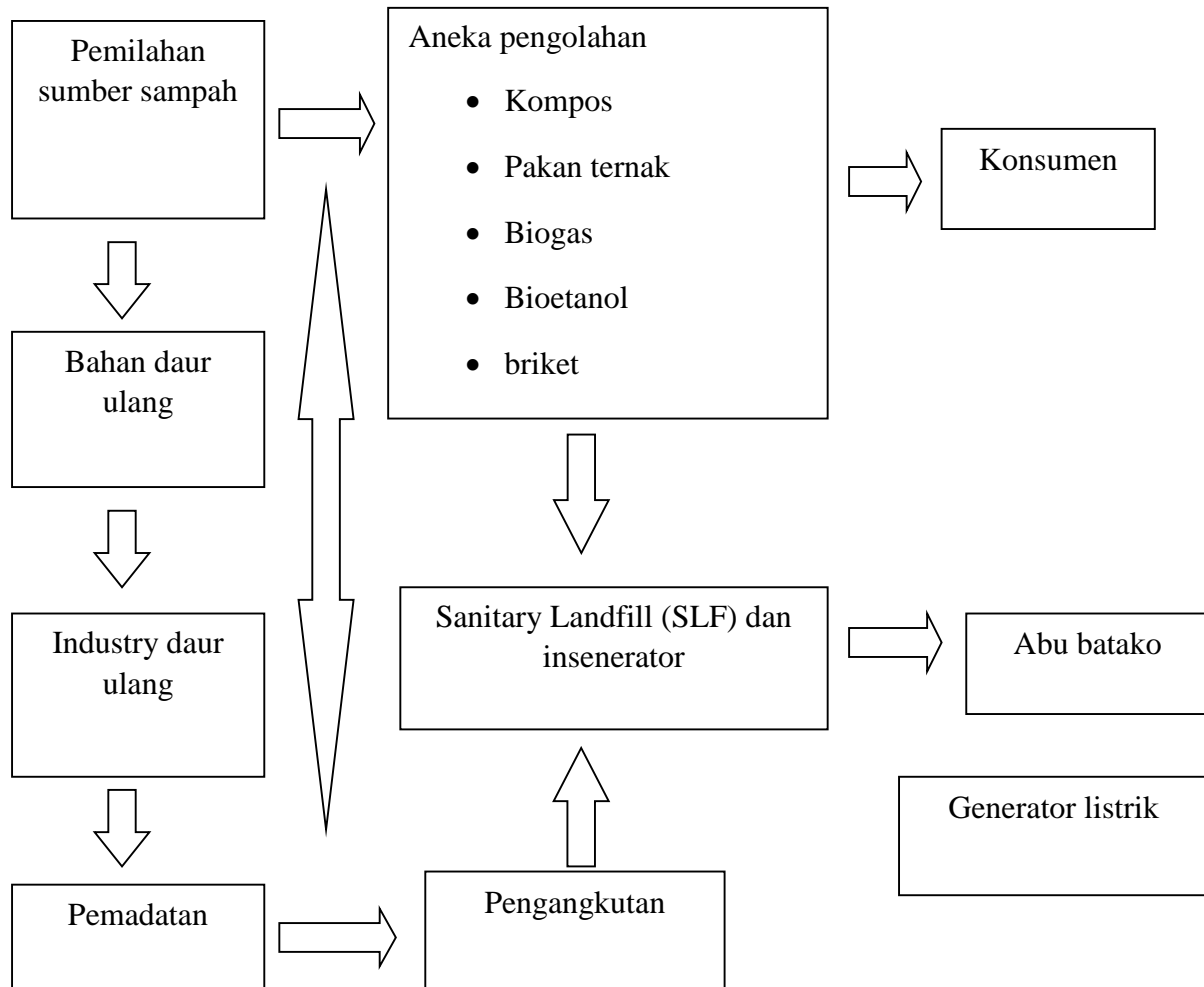 Pemilahan
sumber sampah
Aneka pengolahan
• Kompos
• Pakan ternak
• Biogas
• Bioetanol
• briket
Konsumen
Bahan daur
ulang
Industry daur
ulang
Sanitary Landfill (SLF) dan
insenerator
Abu batako
Generator listrik
Pemadatan
Pengangkutan